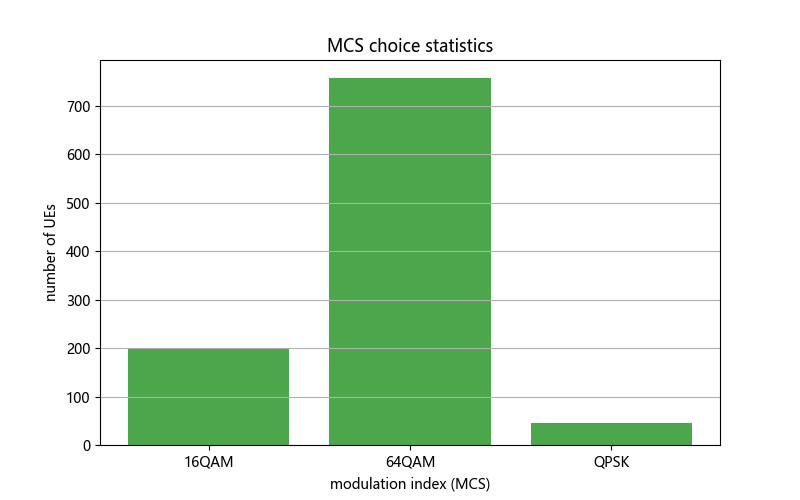 MCS choice statistics
number of UEs
700
600
500
400
300
200
100
0
16QAM
64QAM
QPSK
modulation index (MCS)